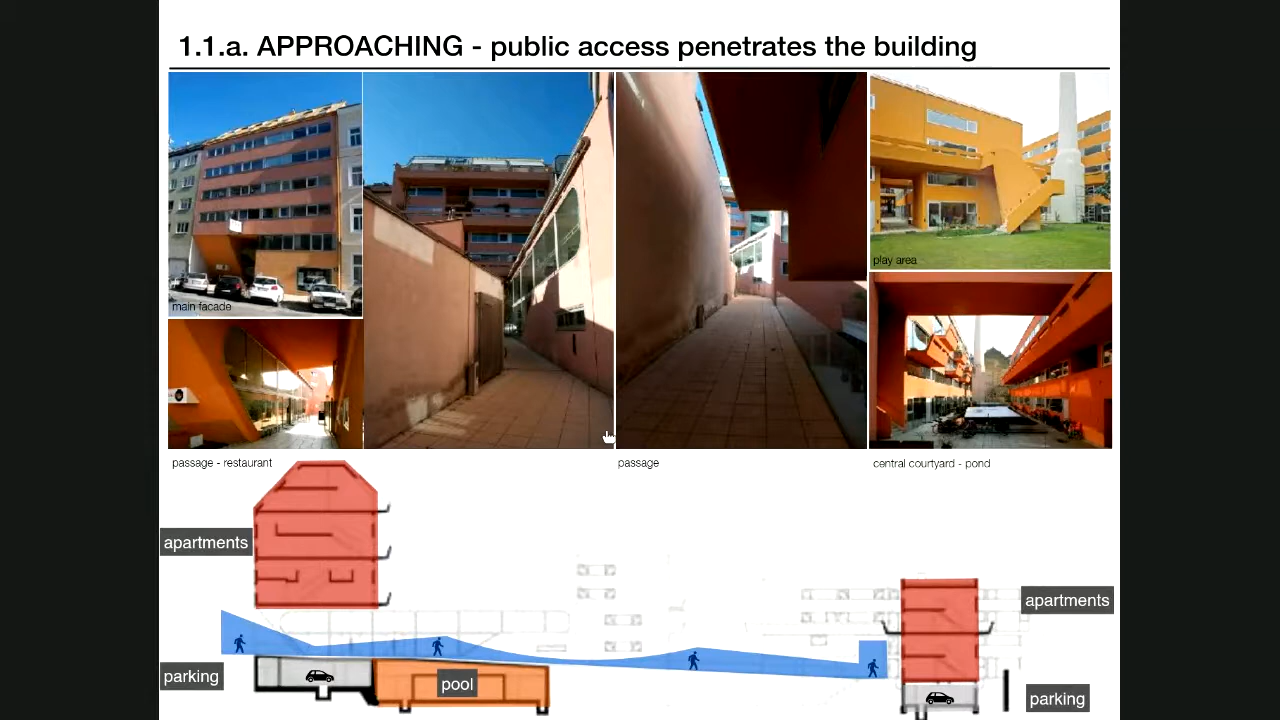 1.1.a. APPROACHING - public access penetrates the building
main facade
play area
passage - restaurant
passage
central courtyard - pond
apartments
apartments
parking
pool
parking